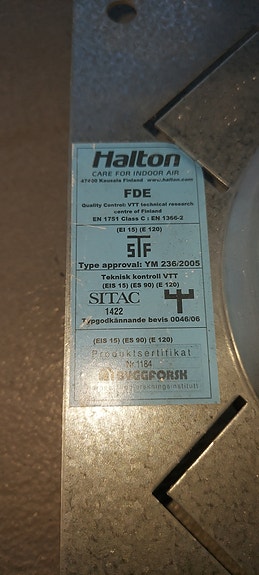 Halton
CARE FOR INDOOR AIR
47400 Kausala Finland www.halton.com
FDE
Quality Control: VTT technical research
centre of Finland
EN 1751 Class C ; EN 1366-2
(EI 15) (E 120)
STF
Type approval: YM 236/2005
Teknisk kontroll VTT
(EIS 15) (ES 90) (E 120)
SITAC
1422
Typgodkännande bevis 0046/06
(EIS 15) (ES 90) (E 120)
Produktsertifikat
Nr.1184
BYGGFORSK